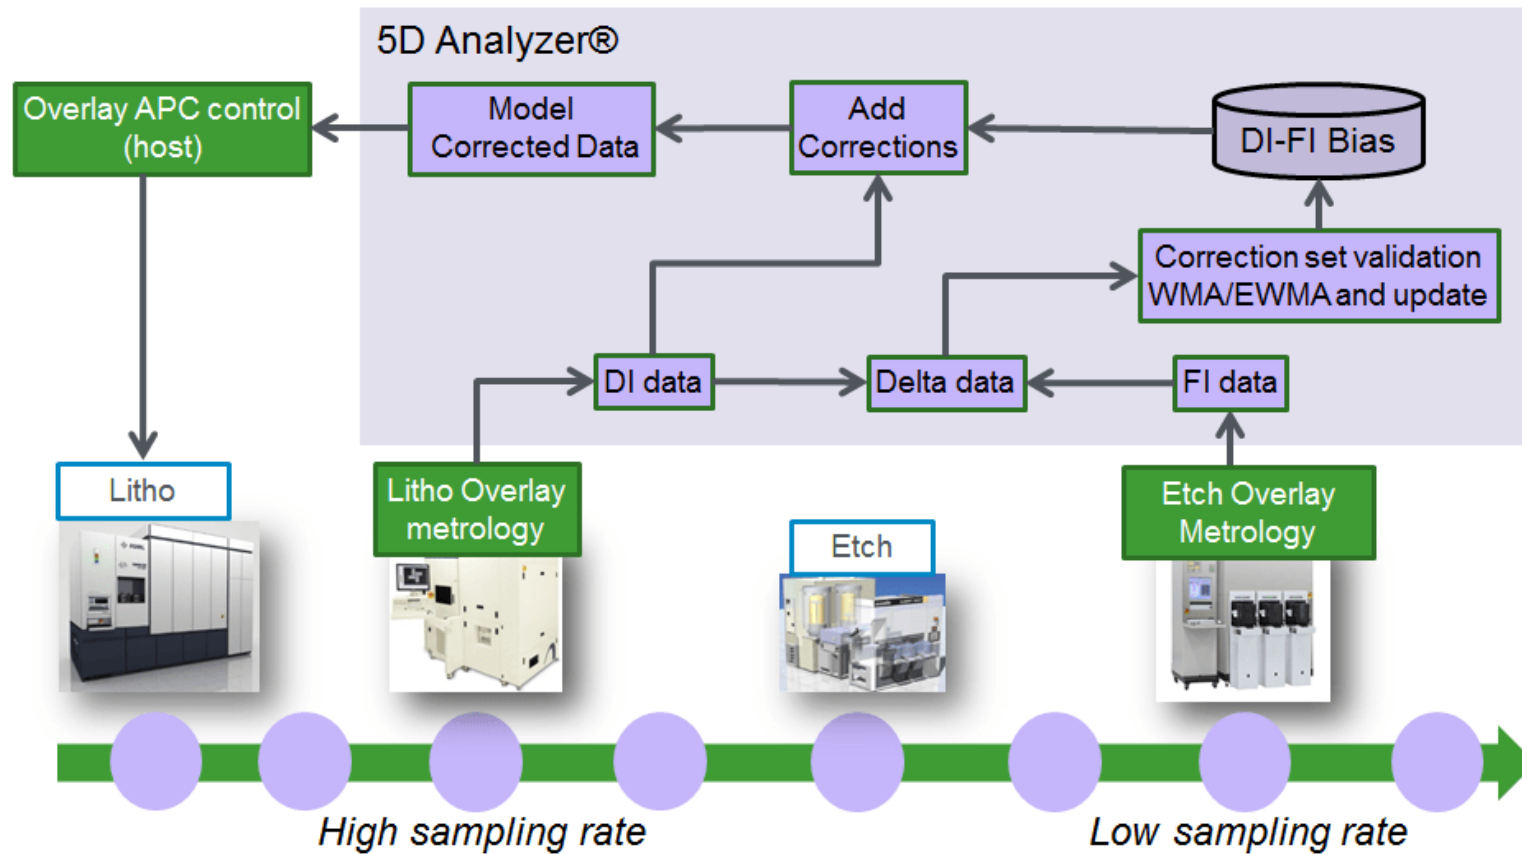 5D Analyzer®
Overlay APC control
(host)
Model
Corrected Data
Add
Corrections
DI-FI Bias
Correction set validation
WMA/EWMA and update
DI data
Delta data
FI data
Litho
Litho Overlay
metrology
Etch
Etch Overlay
Metrology
High sampling rate
Low sampling rate